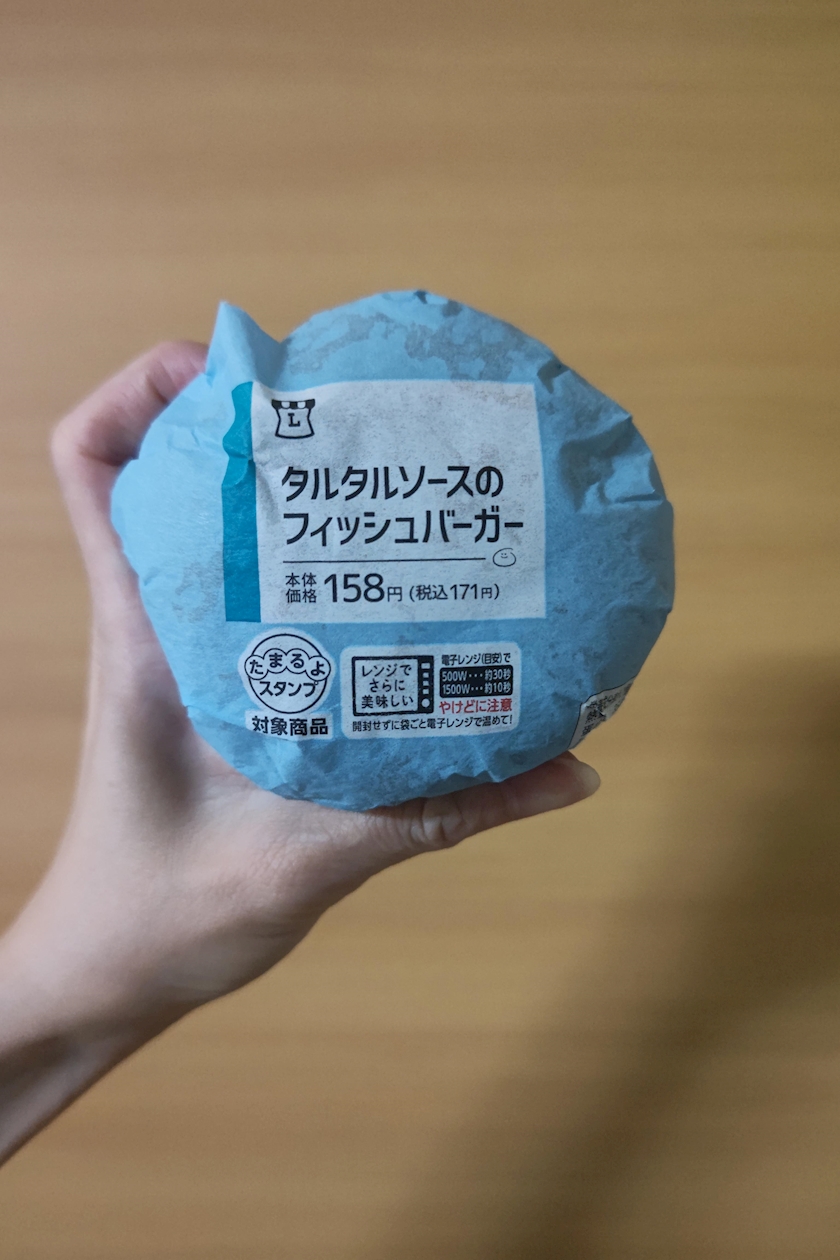 L
タルタルソースの
フィッシュバーガー
本体
価格 158円 (税込171円)
たまるよ
スタンプ
対象商品
レンジで
さらに
美味しい
電子レンジ(目安)で
500W・・・約30秒
1500W・・・約10秒
やけどに注意
開封せずに袋ごと電子レンジで温めて!